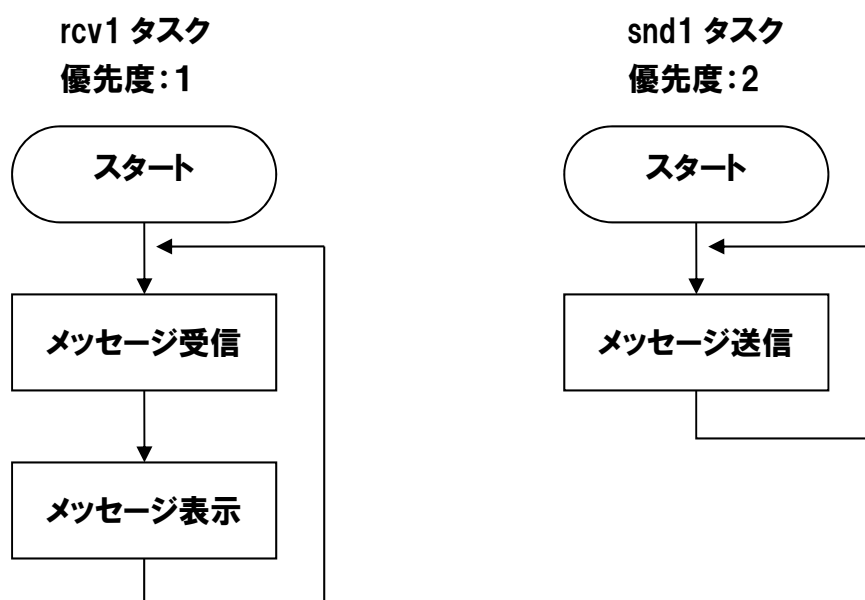 rcv1 タスク
優先度：1
スタート
メッセージ受信
メッセージ表示
snd1 タスク
優先度：2
スタート
メッセージ送信